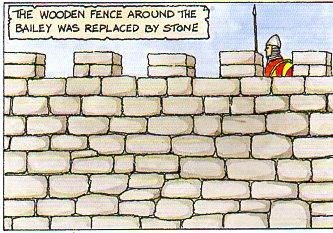 THE WOODEN FENCE AROUND THE
BAILEY WAS REPLACED BY STONE